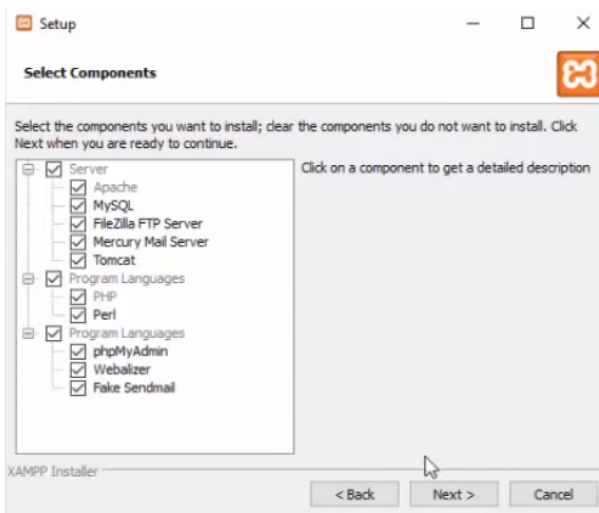 Setup
Select Components
Select the components you want to install; clear the components you do not want to install. Click
Next when you are ready to continue.
Server
Apache
MySQL
FileZilla FTP Server
Mercury Mail Server
Tomcat
Program Languages
PHP
Perl
Program Languages
phpMyAdmin
Webalizer
Fake Sendmail
Click on a component to get a detailed description
XAMPP Installer
< Back
Next >
Cancel